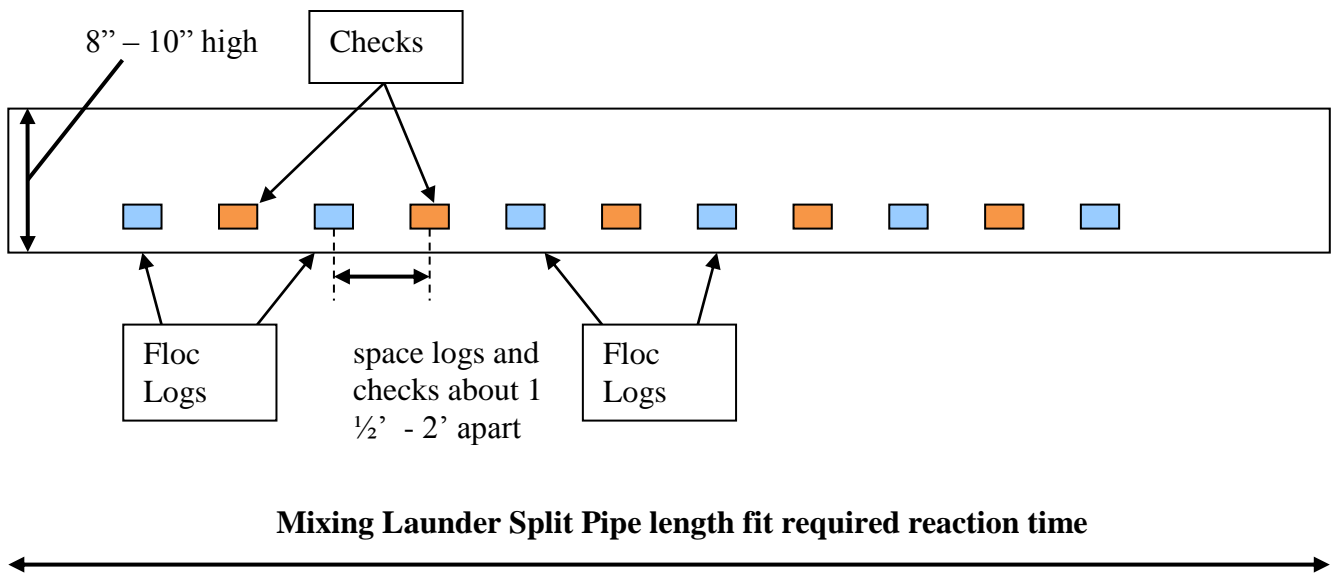 8” – 10” high
Checks
Floc
Logs
space logs and
checks about 1
½’ - 2’ apart
Floc
Logs
Mixing Launder Split Pipe length fit required reaction time